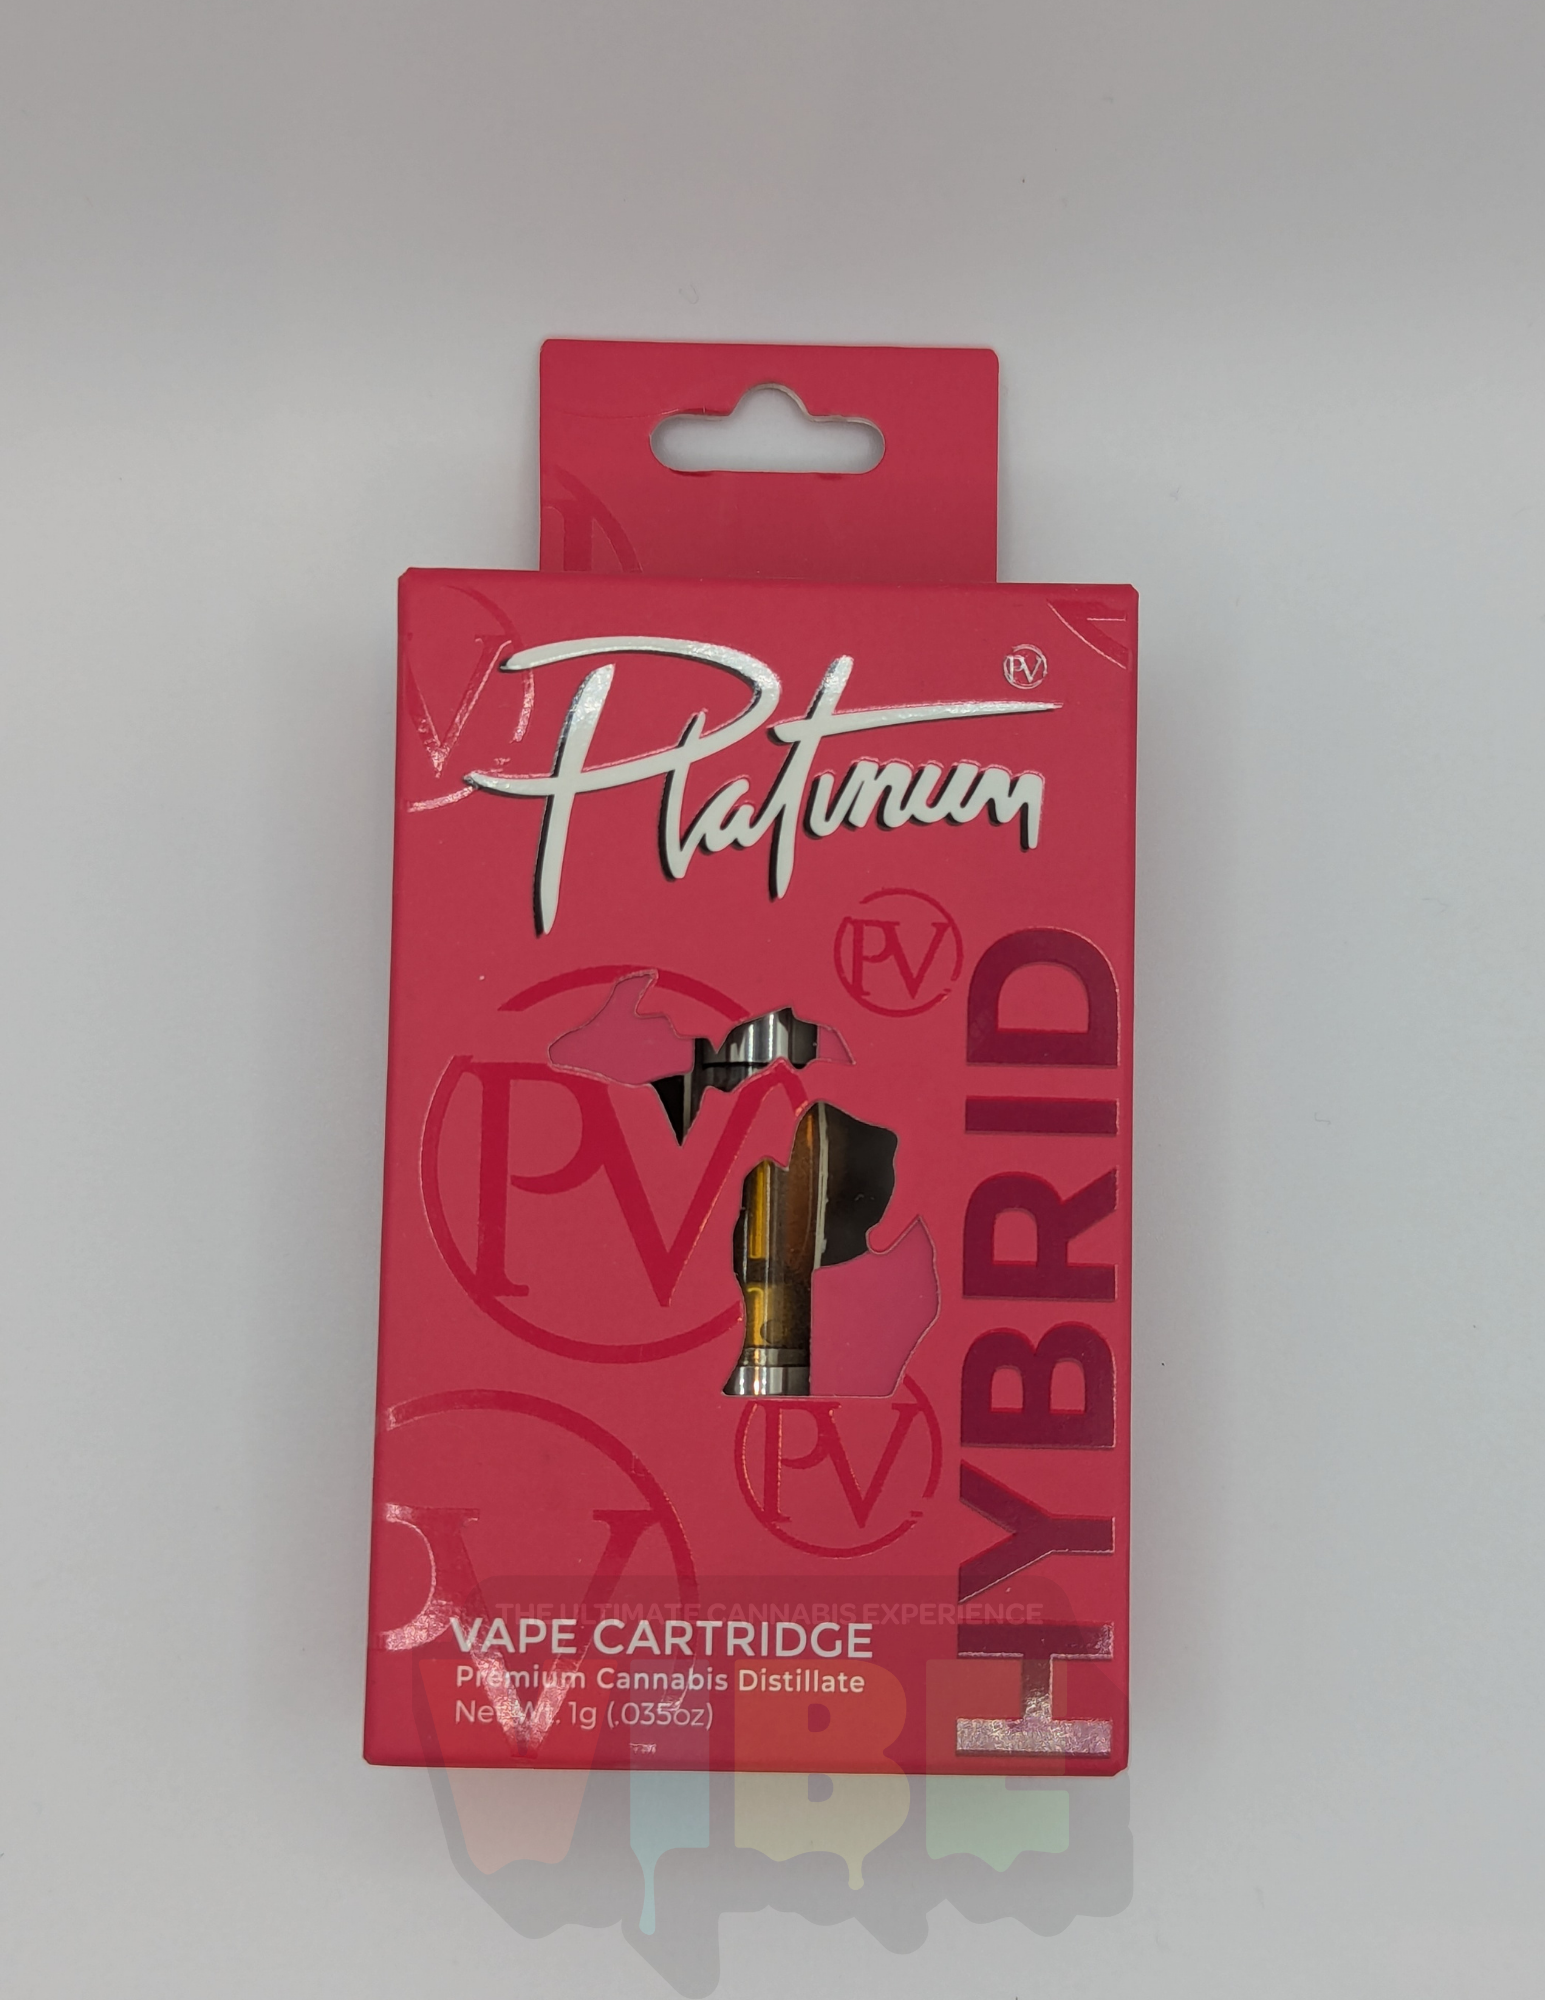 Platinum
PV
PV
PV
PV
PV
V
HYBRID
THE ULTIMATE CANNABIS EXPERIENCE
VAPE CARTRIDGE
Premium Cannabis Distillate
Net Wt. 1g (.035oz)
VIBE